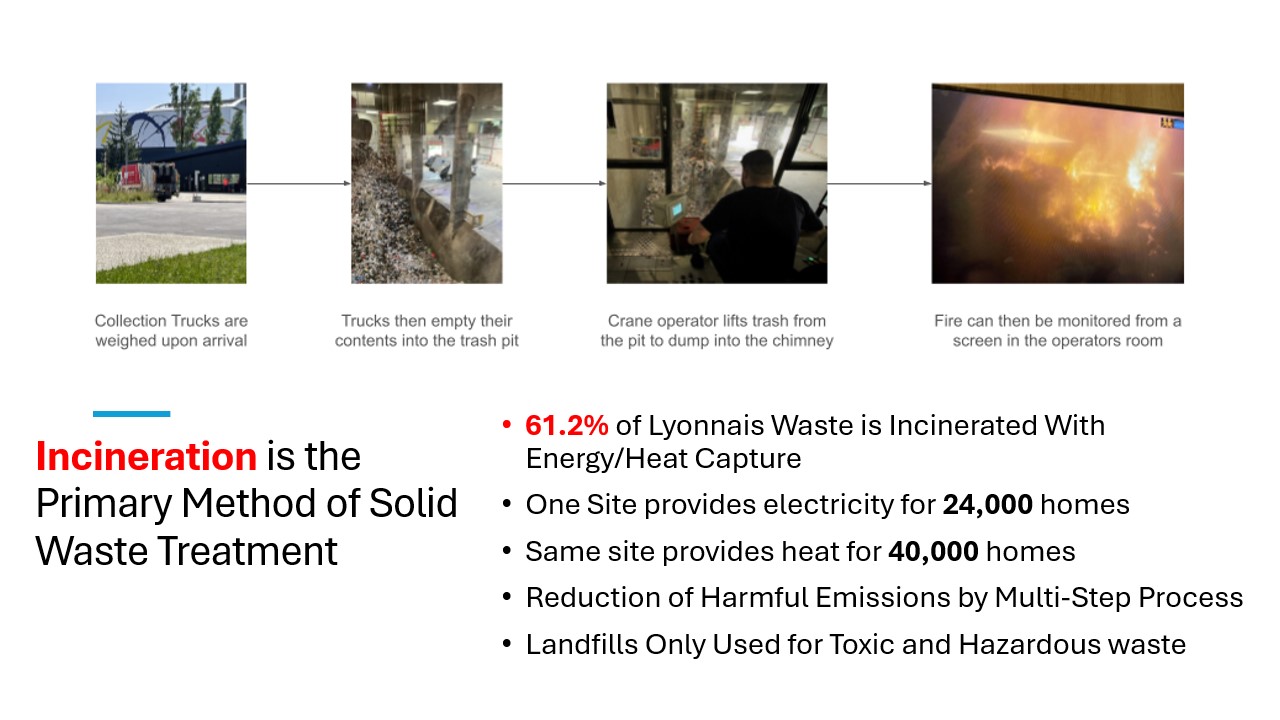 Collection Trucks are
weighed upon arrival
Trucks then empty their
contents into the trash pit
Crane operator lifts trash from
the pit to dump into the chimney
Fire can then be monitored from a
screen in the operators room
Incineration is the
Primary Method of Solid
Waste Treatment
• 61.2% of Lyonnais Waste is Incinerated With
Energy/Heat Capture
• One Site provides electricity for 24,000 homes
• Same site provides heat for 40,000 homes
• Reduction of Harmful Emissions by Multi-Step Process
• Landfills Only Used for Toxic and Hazardous waste